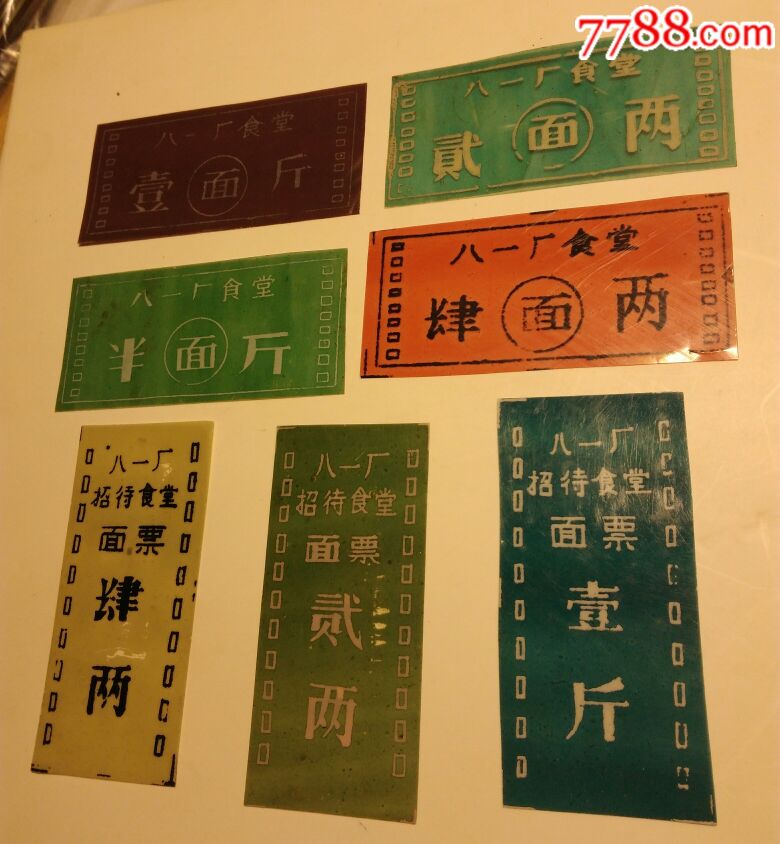 7788.com
八一厂食堂
壹 面 斤
八一厂食堂
貳 面 两
八一厂食堂
半 面 斤
八一厂食堂
肆 面 两
八一厂
招待食堂
面票
肆
两
八一厂
招待食堂
面票
贰
两
八一厂
招待食堂
面票
壹
斤